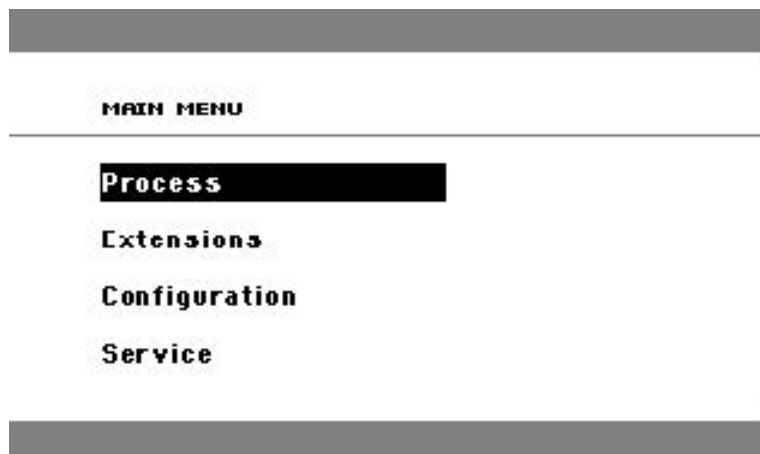 MAIN MENU
Process
Extensions
Configuration
Service